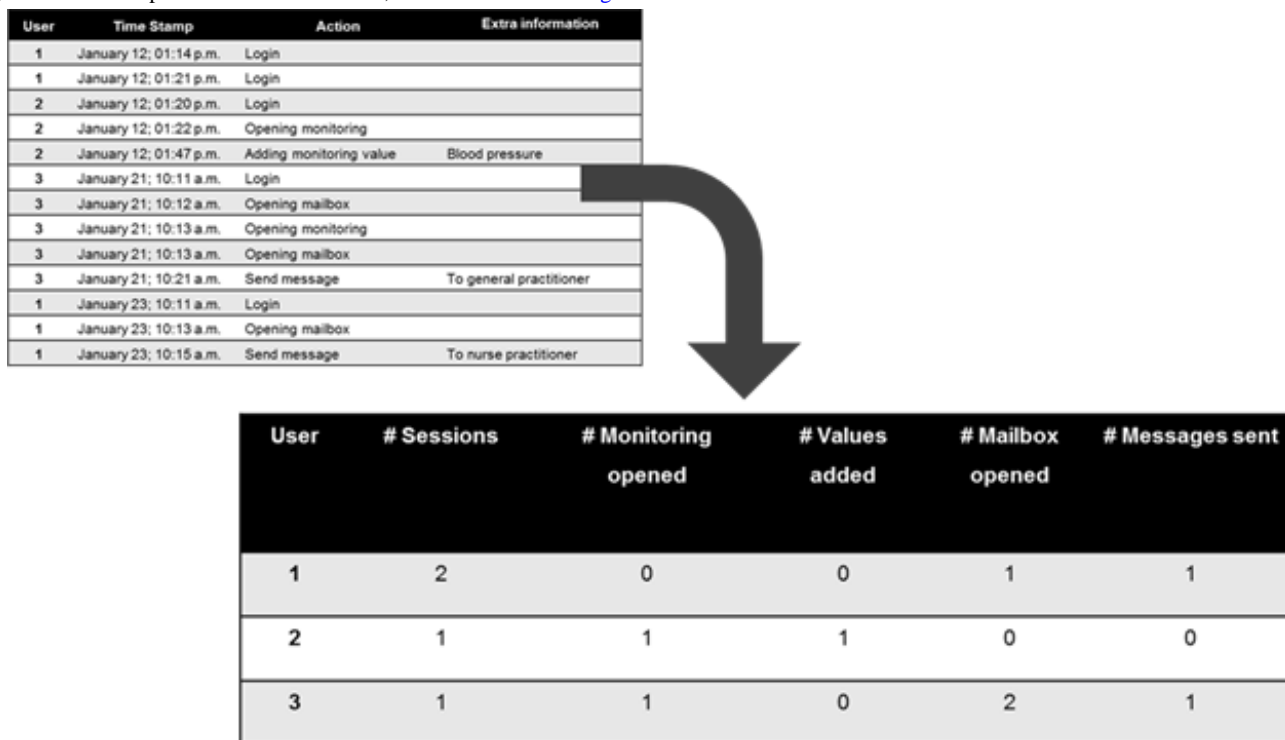 User Time Stamp Action Extra information
1 January 12; 01:14 p.m. Login
1 January 12; 01:21 p.m. Login
2 January 12; 01:20 p.m. Login
2 January 12; 01:22 p.m. Opening monitoring
2 January 12; 01:47 p.m. Adding monitoring value Blood pressure
3 January 21; 10:11 a.m. Login
3 January 21; 10:12 a.m. Opening mailbox
3 January 21; 10:13 a.m. Opening monitoring
3 January 21; 10:13 a.m. Opening mailbox
3 January 21; 10:21 a.m. Send message To general practitioner
1 January 23; 10:11 a.m. Login
1 January 23; 10:13 a.m. Opening mailbox
1 January 23; 10:15 a.m. Send message To nurse practitioner
User # Sessions # Monitoring # Values # Mailbox # Messages sent
opened added opened
1 2 0 0 1 1
2 1 1 1 0 0
3 1 1 0 2 1